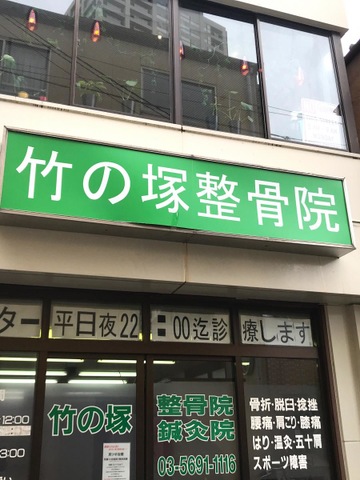 竹の塚整骨院
ター 平日夜22:00迄診療します
竹の塚
整骨院
鍼灸院
03-5691-1116
骨折・脱臼・捻挫
腰痛・肩こり・膝痛
はり・温灸・五十肩
スポーツ障害
12:00